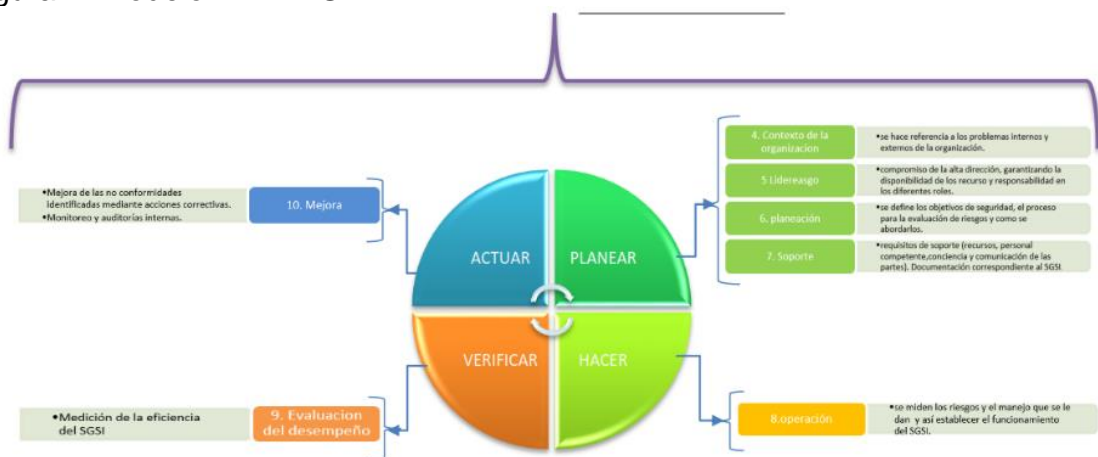 4. Contexto de la
organizacion
•se hace referencia a los problemas internos y
externos de la organización.
5 Lidereasgo
•compromiso de la alta dirección, garantizando la
disponibilidad de los recurso y responsabilidad en
los diferentes roles.
6. planeación
•se define los objetivos de seguridad, el proceso
para la evaluación de riesgos y como se
abordarlos.
7. Soporte
•requisitos de soporte (recursos, personal
competente,conciencia y comunicación de las
partes). Documentación correspondiente al SGSI
•Mejora de las no conformidades
identificadas mediante acciones correctivas.
•Monitoreo y auditorías internas.
10. Mejora
ACTUAR
PLANEAR
VERIFICAR
HACER
•Medición de la eficiencia
del SGSI
9. Evaluacion
del desempeño
8.operación
•se miden los riesgos y el manejo que se le
dan y así establecer el funcionamiento
del SGSI.